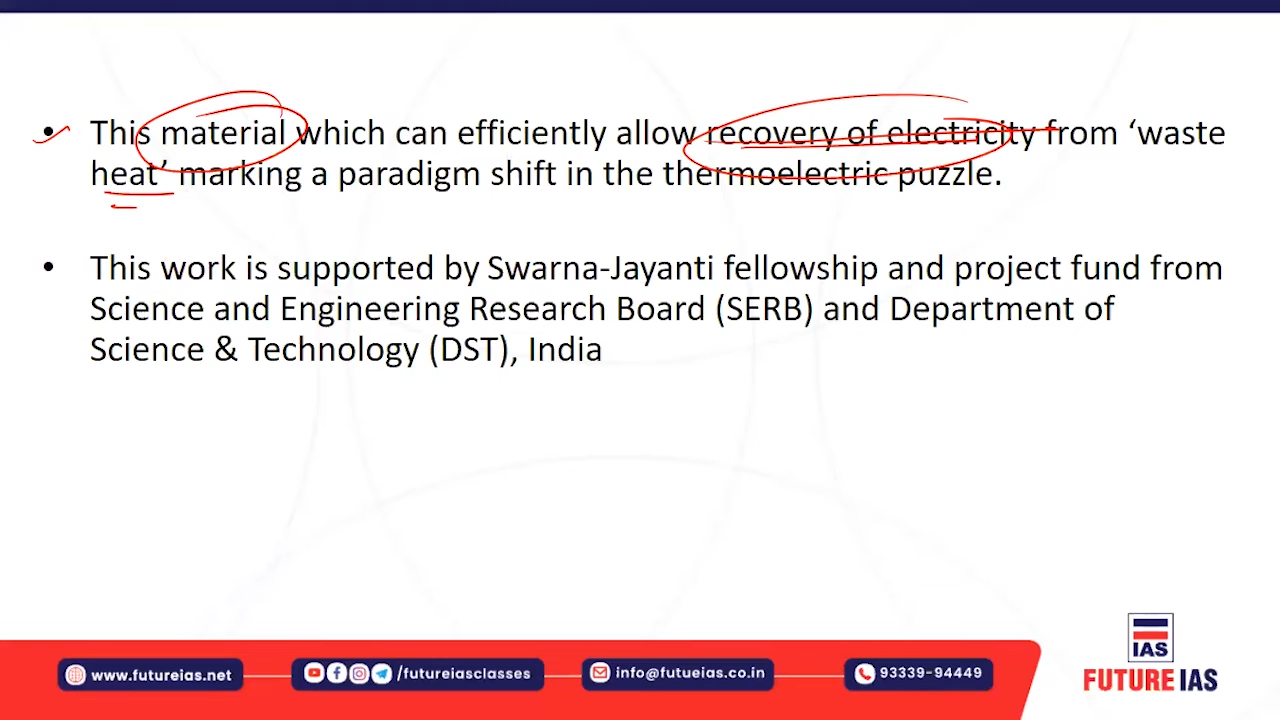 • This material which can efficiently allow recovery of electricity from ‘waste
heat’ marking a paradigm shift in the thermoelectric puzzle.
• This work is supported by Swarna-Jayanti fellowship and project fund from
Science and Engineering Research Board (SERB) and Department of
Science & Technology (DST), India
IAS
FUTURE IAS
www.futureias.net
/futureiasclasses
info@futueias.co.in
93339-94449